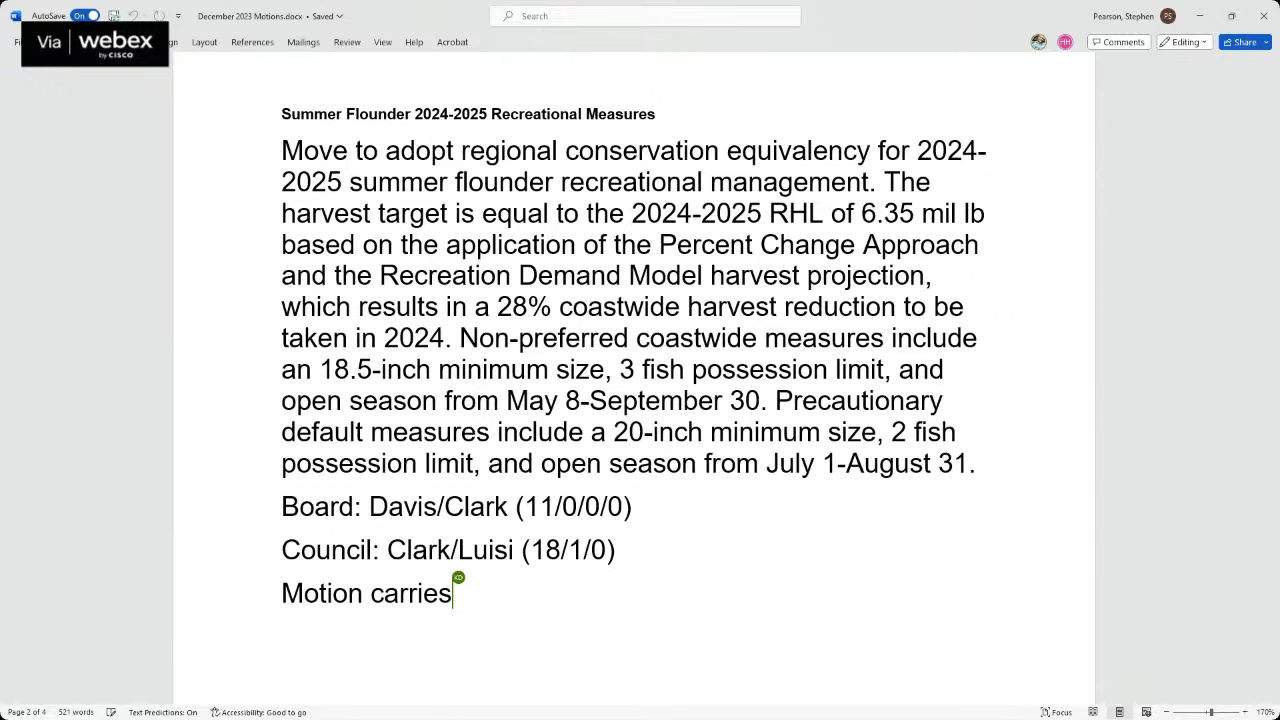 AutoSave On December 2023 Motions.docx • Saved Search Pearson, Stephen PS
Via webex by CISCO
Layout References Mailings Review View Help Acrobat HH Comments Editing Share
Summer Flounder 2024-2025 Recreational Measures
Move to adopt regional conservation equivalency for 2024-
2025 summer flounder recreational management. The
harvest target is equal to the 2024-2025 RHL of 6.35 mil lb
based on the application of the Percent Change Approach
and the Recreation Demand Model harvest projection,
which results in a 28% coastwide harvest reduction to be
taken in 2024. Non-preferred coastwide measures include
an 18.5-inch minimum size, 3 fish possession limit, and
open season from May 8-September 30. Precautionary
default measures include a 20-inch minimum size, 2 fish
possession limit, and open season from July 1-August 31.
Board: Davis/Clark (11/0/0/0)
Council: Clark/Luisi (18/1/0)
Motion carries
Page 2 of 4 521 words Text Predictions: On Accessibility: Good to go Focus 170%